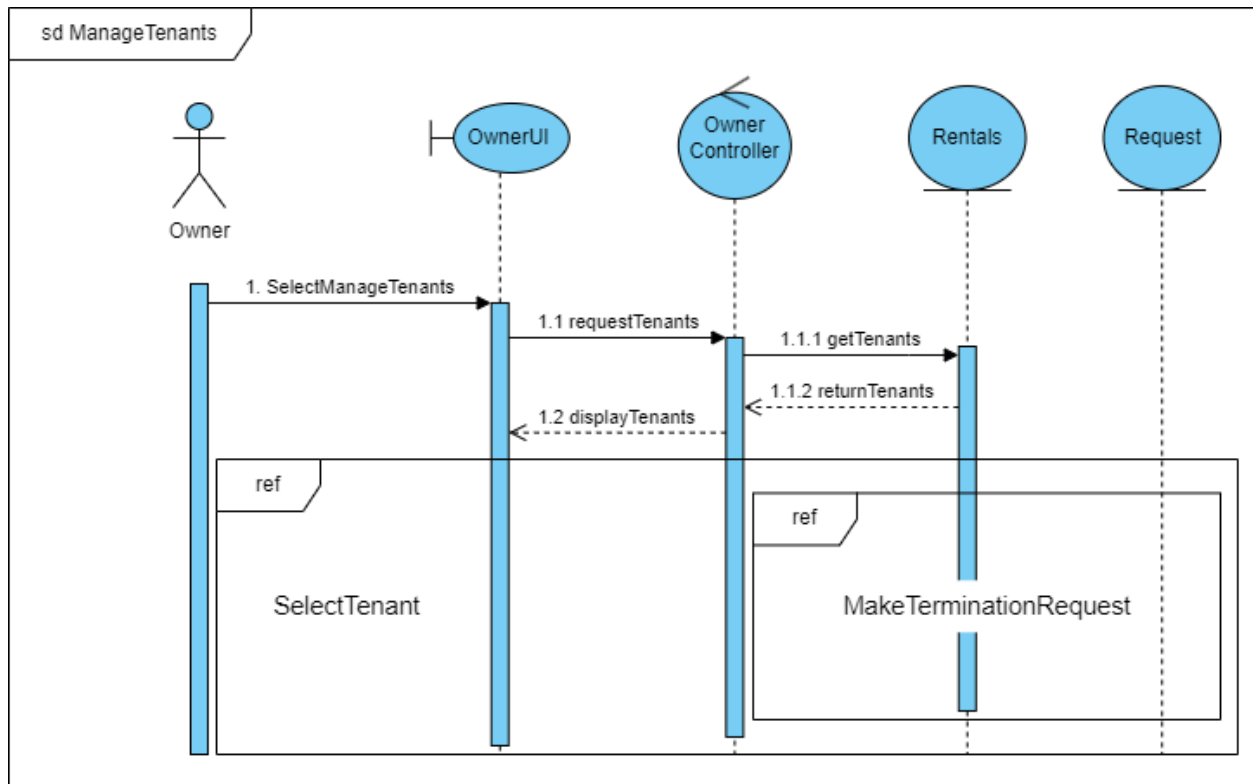 sd ManageTenants
Owner
OwnerUI
Owner
Controller
Rentals
Request
1. SelectManageTenants
1.1 requestTenants
1.1.1 getTenants
1.1.2 returnTenants
1.2 displayTenants
ref
SelectTenant
ref
MakeTerminationRequest